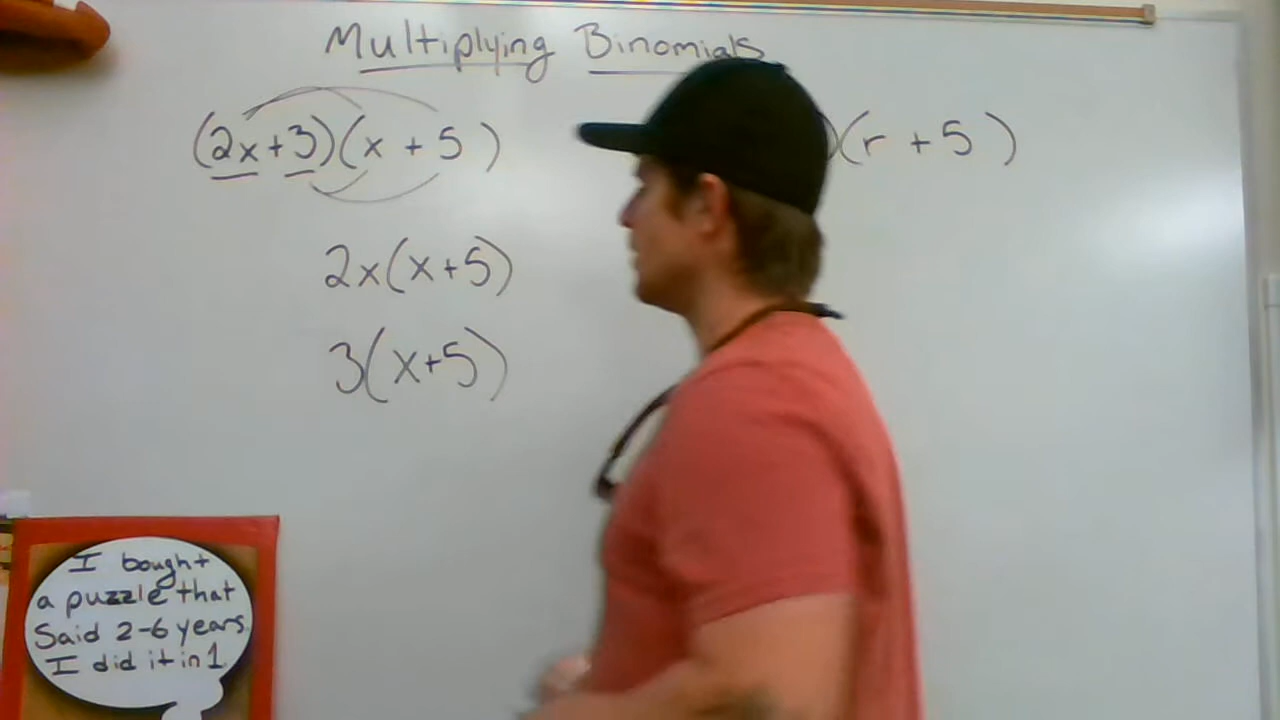 Multiplying Binomials
(2x+3)(x + 5)
)(r + 5)
2x(x+5)
3(x+5)
I bought
a puzzle that
Said 2-6 years
I did it in 1